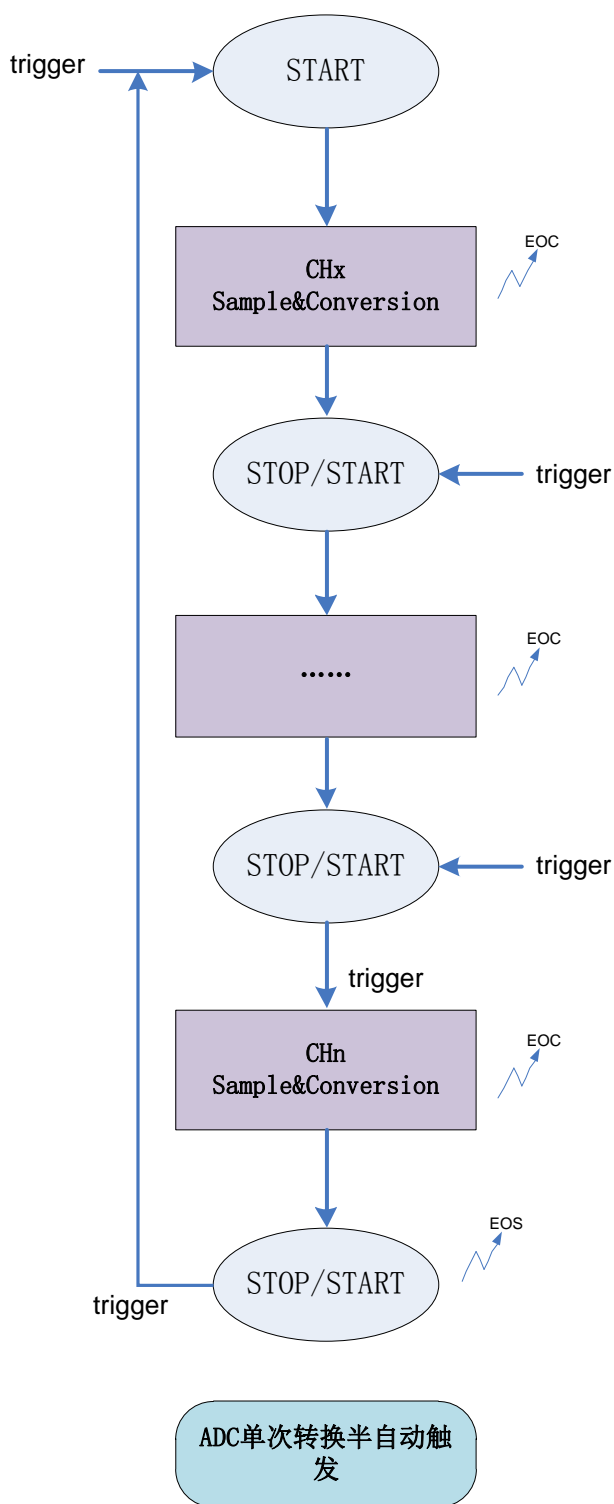 trigger
START
CHx
Sample&Conversion
EOC
STOP/START
trigger
......
EOC
STOP/START
trigger
trigger
CHn
Sample&Conversion
EOC
EOS
STOP/START
trigger
ADC单次转换半自动触
发